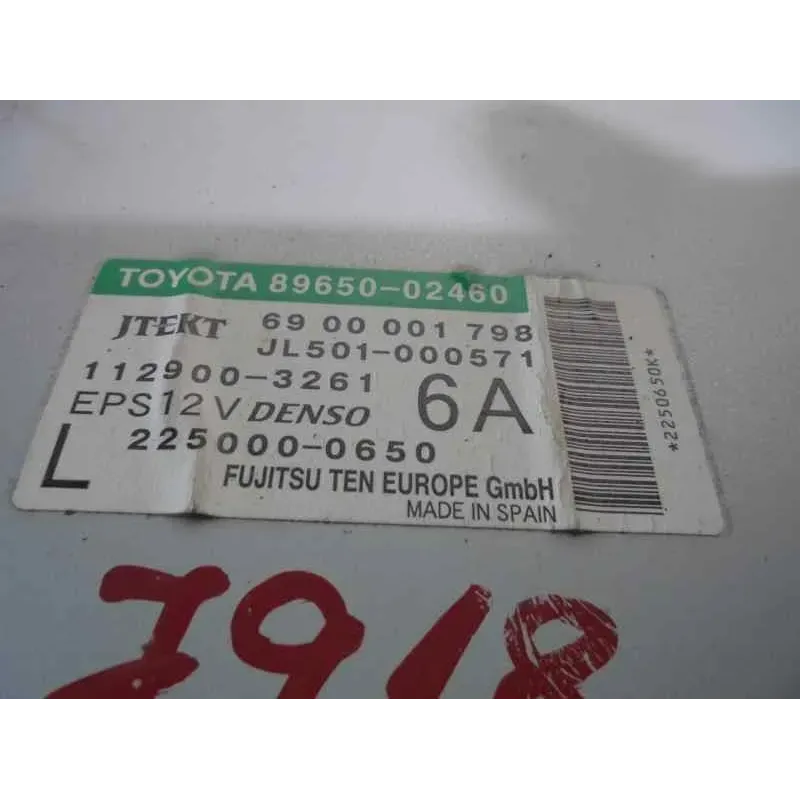 TOYOTA 89650-02460
JTEKT 69 00 001 798
JL501-000571
112900-3261
EPS12V DENSO 6A
L 225000-0650
FUJITSU TEN EUROPE GmbH
MADE IN SPAIN
*2250650K*
7918